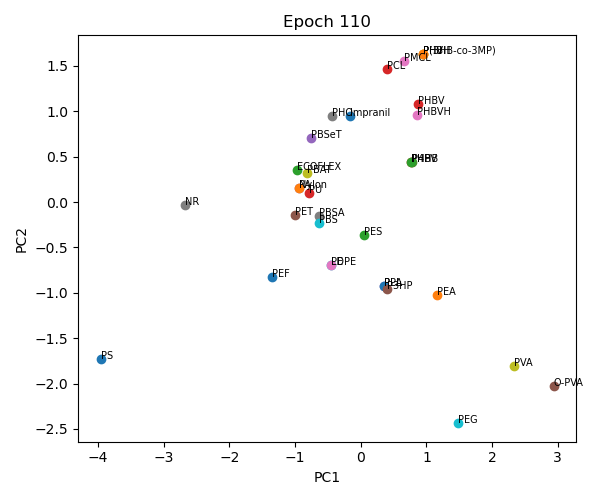 Epoch 110
P(3HB-co-3MP)
PMCL
PCL
PHBV
PHBVH
PHO
Impranil
PBSeT
P4HB
ECOFLEX
PBAT
Nylon
PU
NR
PET
PBSA
PBS
PES
LDPE
PEF
P3HP
PEA
PS
PVA
O-PVA
PEG
1.5
1.0
0.5
0.0
−0.5
−1.0
−1.5
−2.0
−2.5
PC2
−4 −3 −2 −1 0 1 2 3
PC1